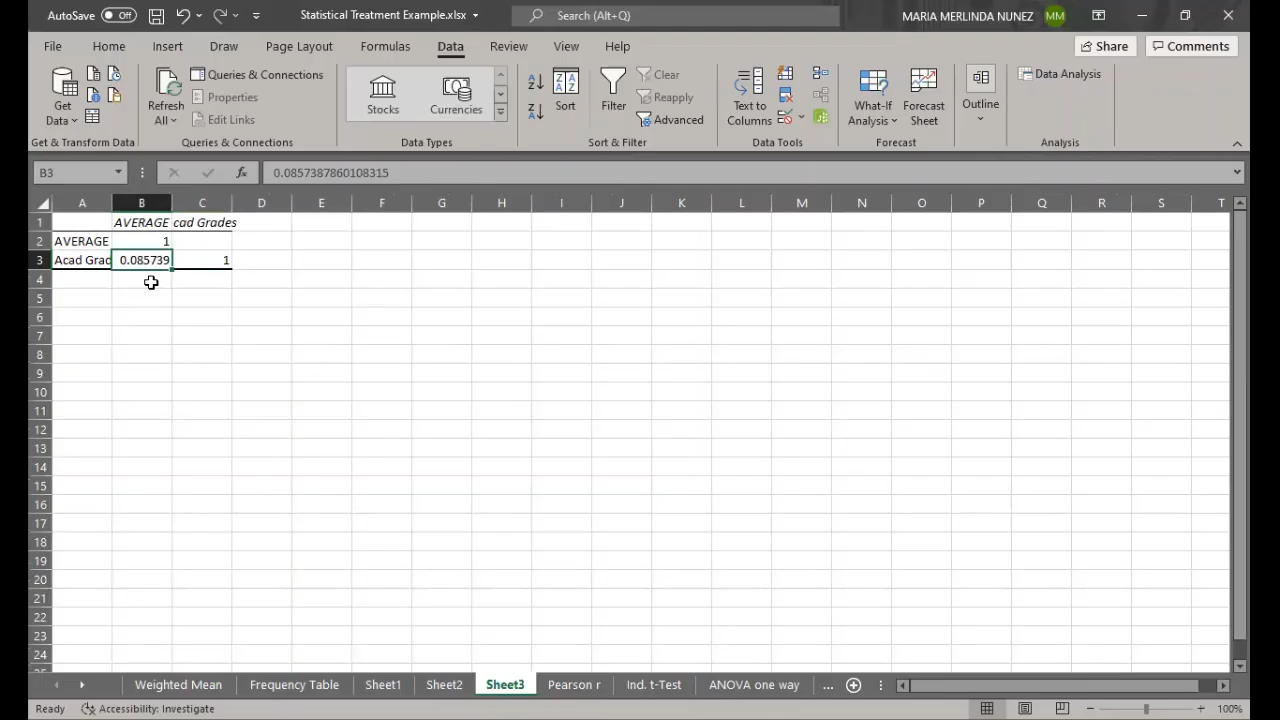 AutoSave Off Statistical Treatment Example.xlsx Search (Alt+Q) MARIA MERLINDA NUNEZ MM
File Home Insert Draw Page Layout Formulas Data Review View Help Share Comments
Get Data Refresh All Queries & Connections Properties Edit Links Stocks Currencies Sort Filter Clear Reapply Advanced Text to Columns What-If Analysis Forecast Sheet Outline Data Analysis
Get & Transform Data Queries & Connections Data Types Sort & Filter Data Tools Forecast Analysis
B3 fx 0.0857387860108315
A B C D E F G H I J K L M N O P Q R S T
1 AVERAGE cad Grades
2 AVERAGE 1
3 Acad Grad 0.085739 1
4
5
6
7
8
9
10
11
12
13
14
15
16
17
18
19
20
21
22
23
24
Weighted Mean Frequency Table Sheet1 Sheet2 Sheet3 Pearson r Ind. t-Test ANOVA one way ...
Ready Accessibility: Investigate 100%